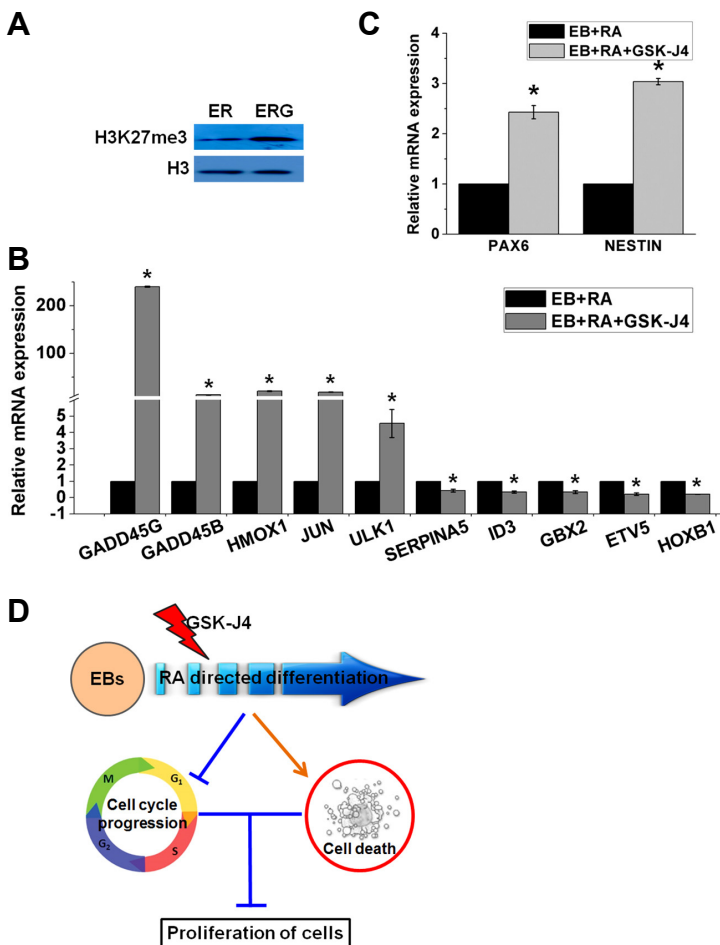 A
ER ERG
H3K27me3
H3
C
EB+RA
EB+RA+GSK-J4
Relative mRNA expression
4
3
2
1
0
*
*
PAX6
NESTIN
B
EB+RA
EB+RA+GSK-J4
Relative mRNA expression
200
100
5
4
3
2
1
0
-1
* * * * * * * * * *
GADD45G
GADD45B
HMOX1
JUN
ULK1
SERPINA5
ID3
GBX2
ETV5
HOXB1
D
GSK-J4
EBs
RA directed differentiation
M
G1
Cell cycle
progression
G2
S
Cell death
Proliferation of cells